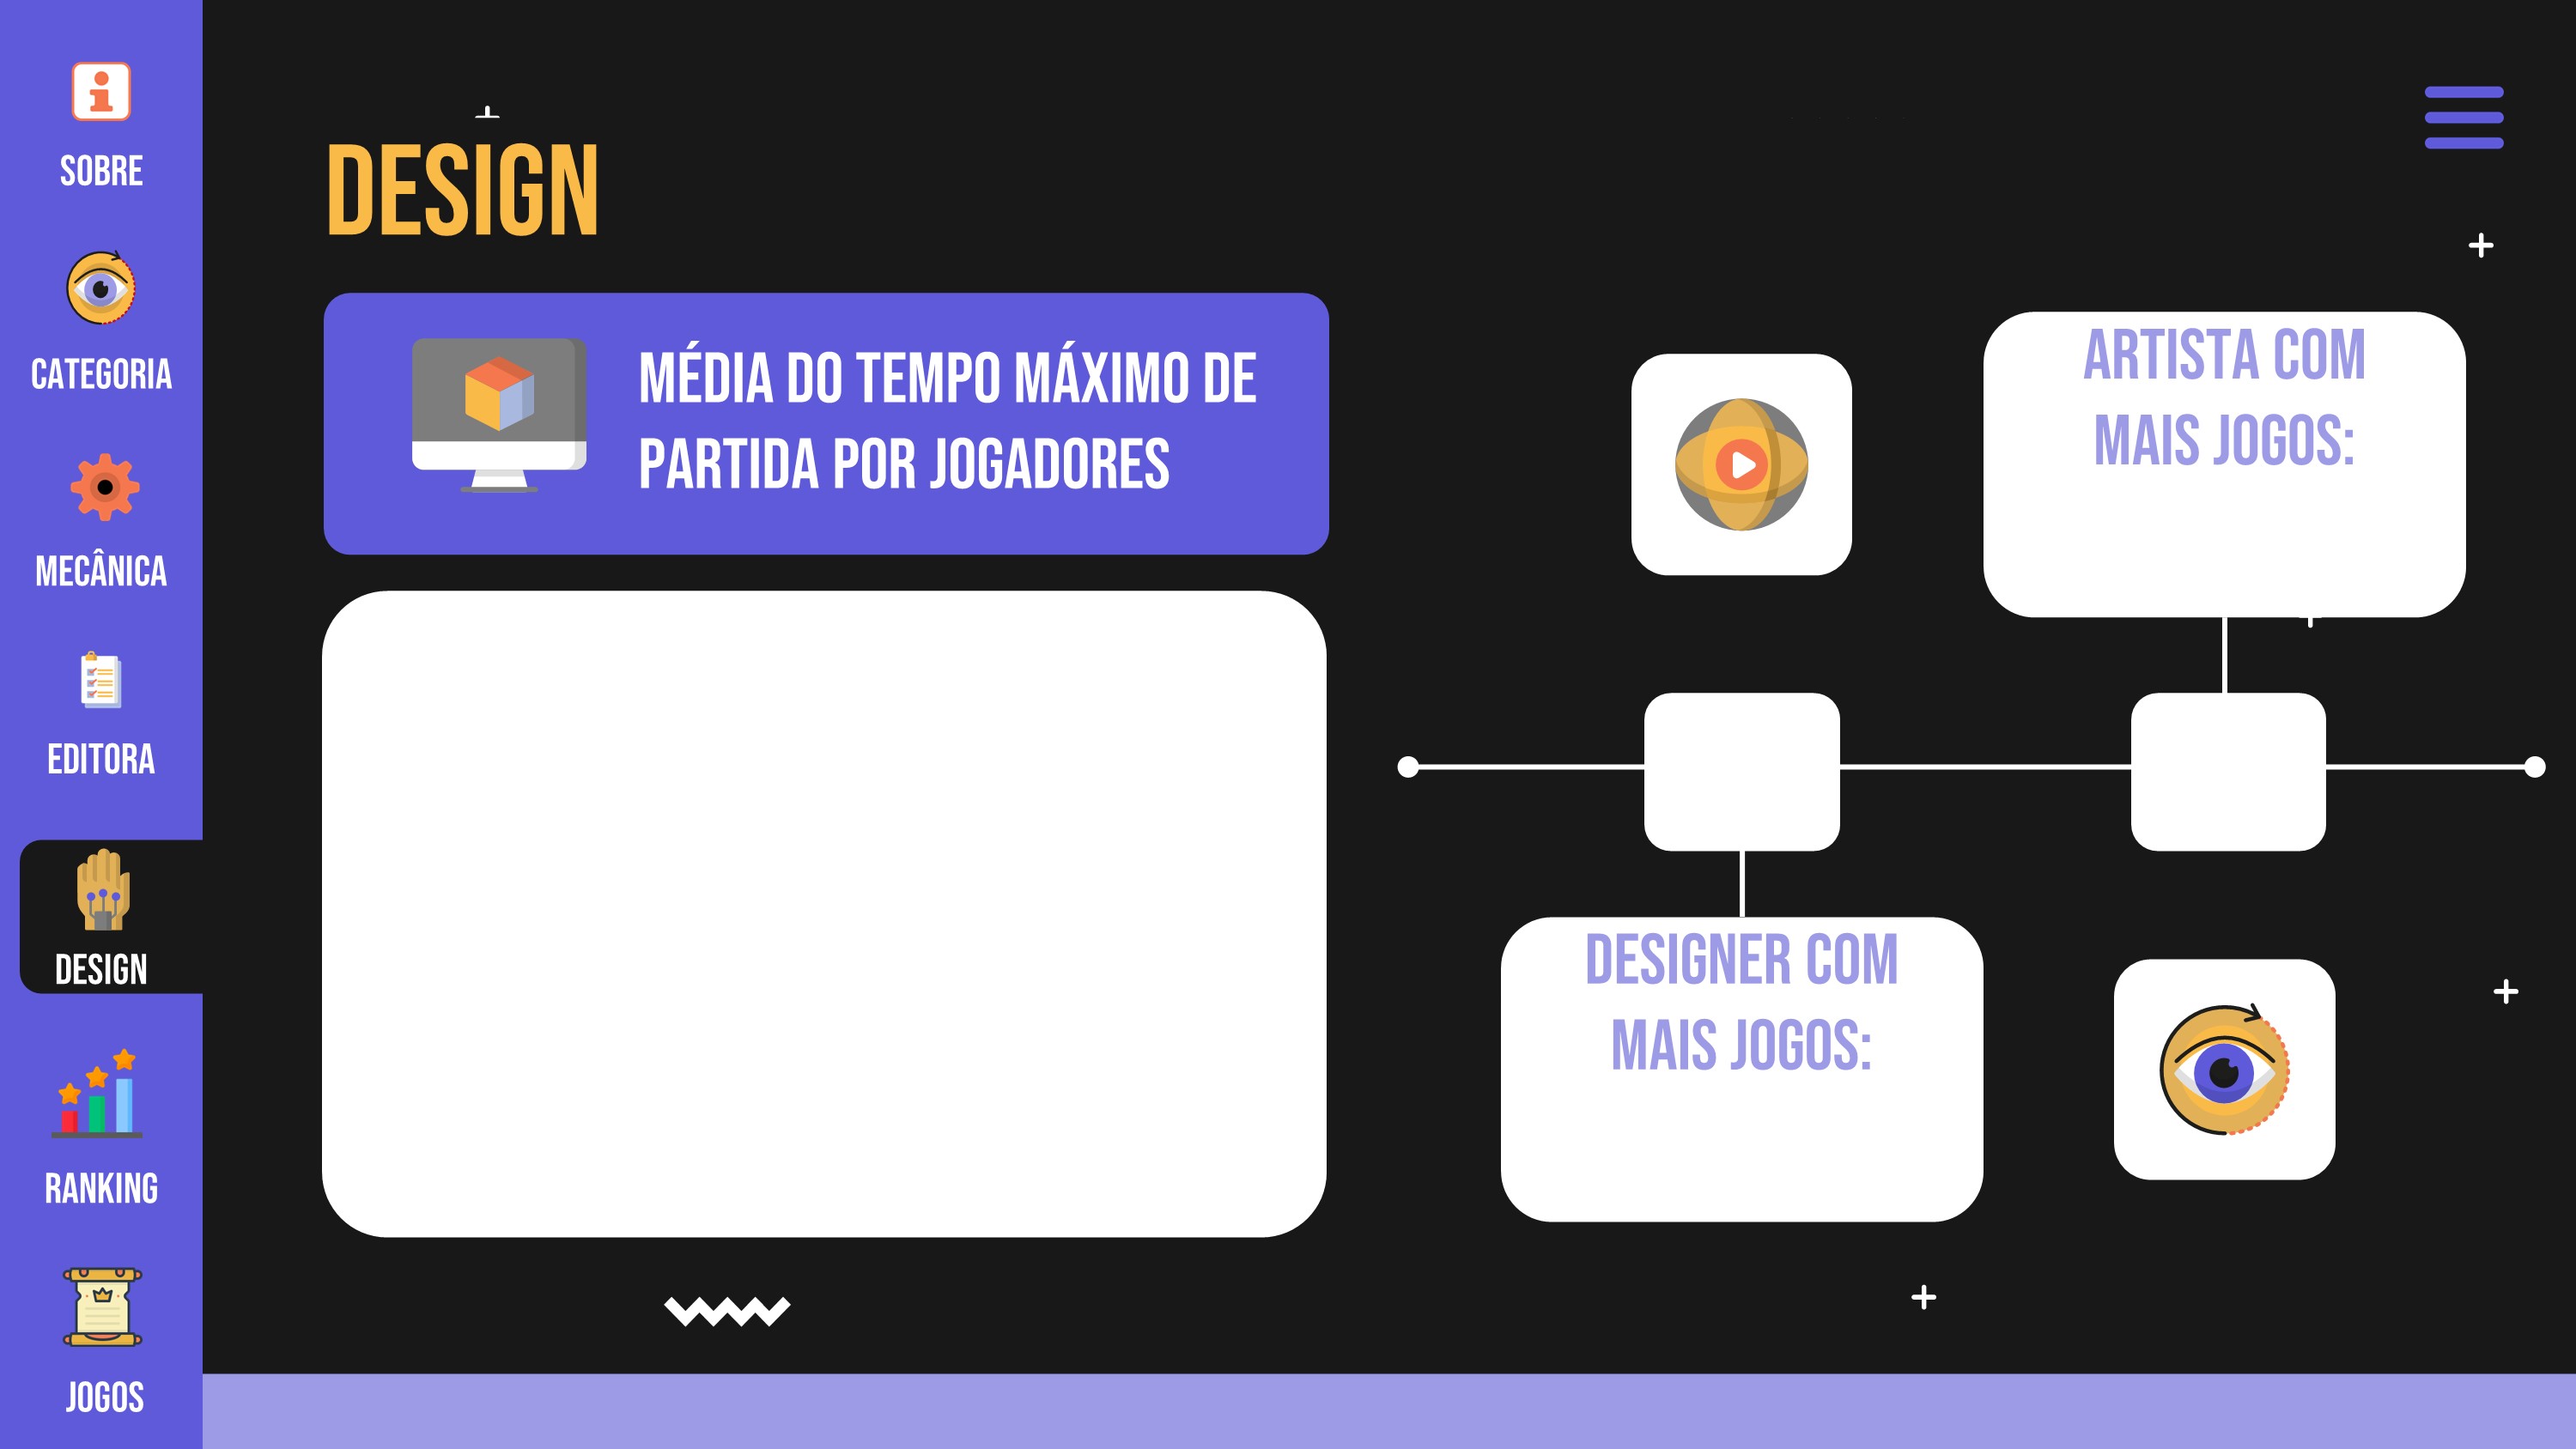 SOBRE
CATEGORIA
MECÂNICA
EDITORA
DESIGN
RANKING
JOGOS
DESIGN
MÉDIA DO TEMPO MÁXIMO DE
PARTIDA POR JOGADORES
ARTISTA COM
MAIS JOGOS:
DESIGNER COM
MAIS JOGOS: